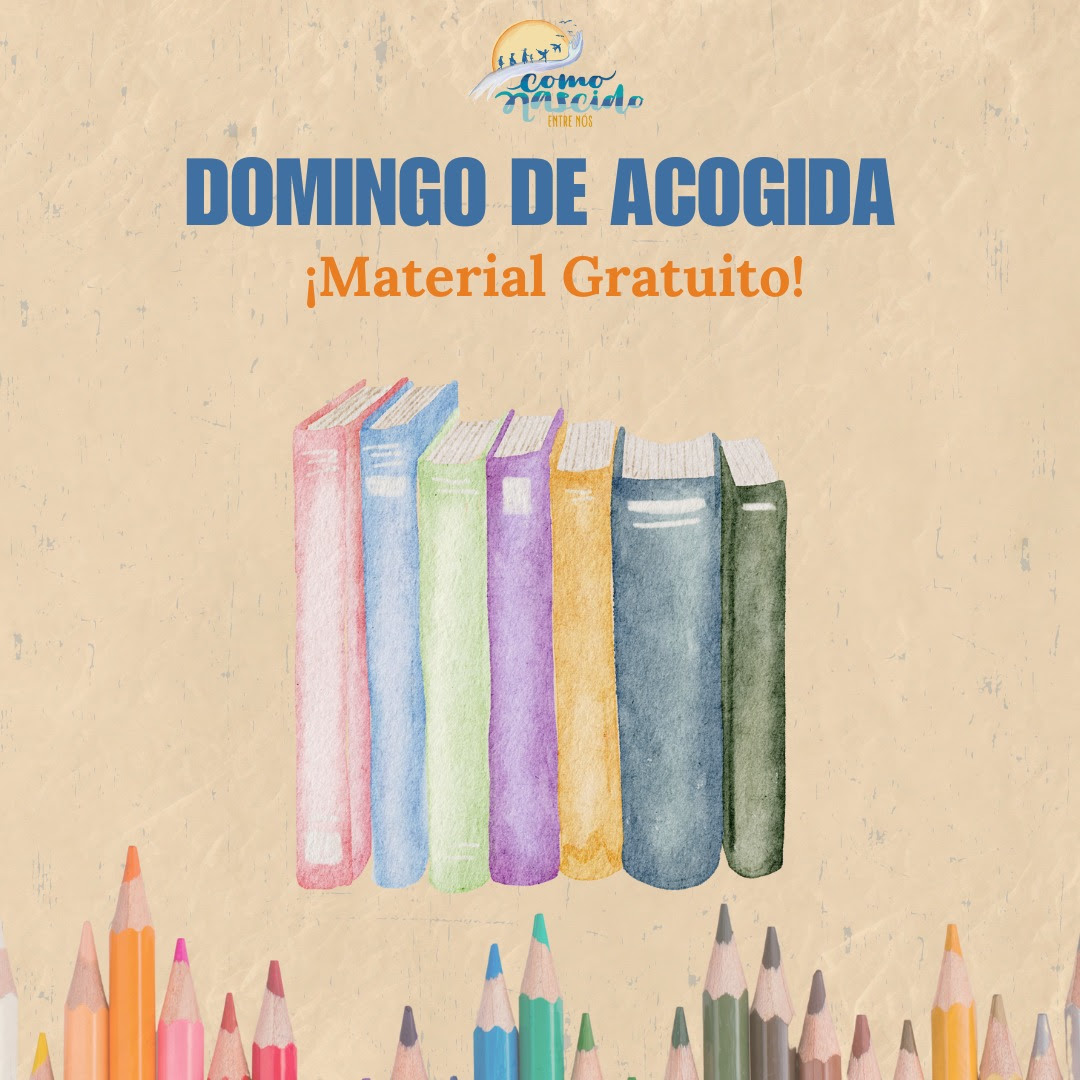 como
nascido
ENTRE NÓS
DOMINGO DE ACOGIDA
¡Material Gratuito!